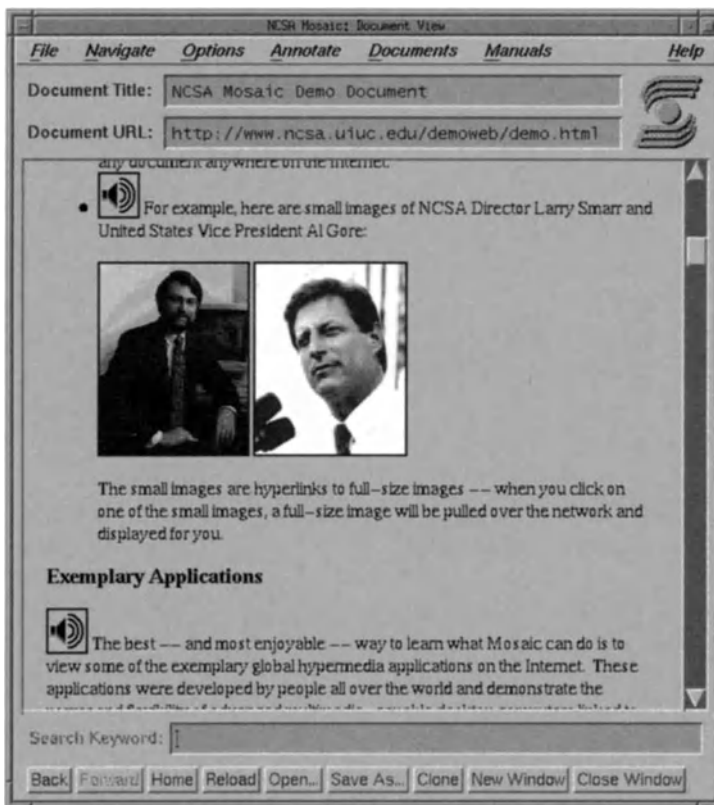 NCSA Mosaic: Document View
File Navigate Options Annotate Documents Manuals Help
Document Title: NCSA Mosaic Demo Document
Document URL: http://www.ncsa.uiuc.edu/demoweb/demo.html
any document anywhere on the Internet.
• For example, here are small images of NCSA Director Larry Smarr and
United States Vice President Al Gore:
The small images are hyperlinks to full-size images -- when you click on
one of the small images, a full-size image will be pulled over the network and
displayed for you.
Exemplary Applications
The best -- and most enjoyable -- way to learn what Mosaic can do is to
view some of the exemplary global hypermedia applications on the Internet. These
applications were developed by people all over the world and demonstrate the
Search Keyword:
Back Forward Home Reload Open... Save As... Clone New Window Close Window